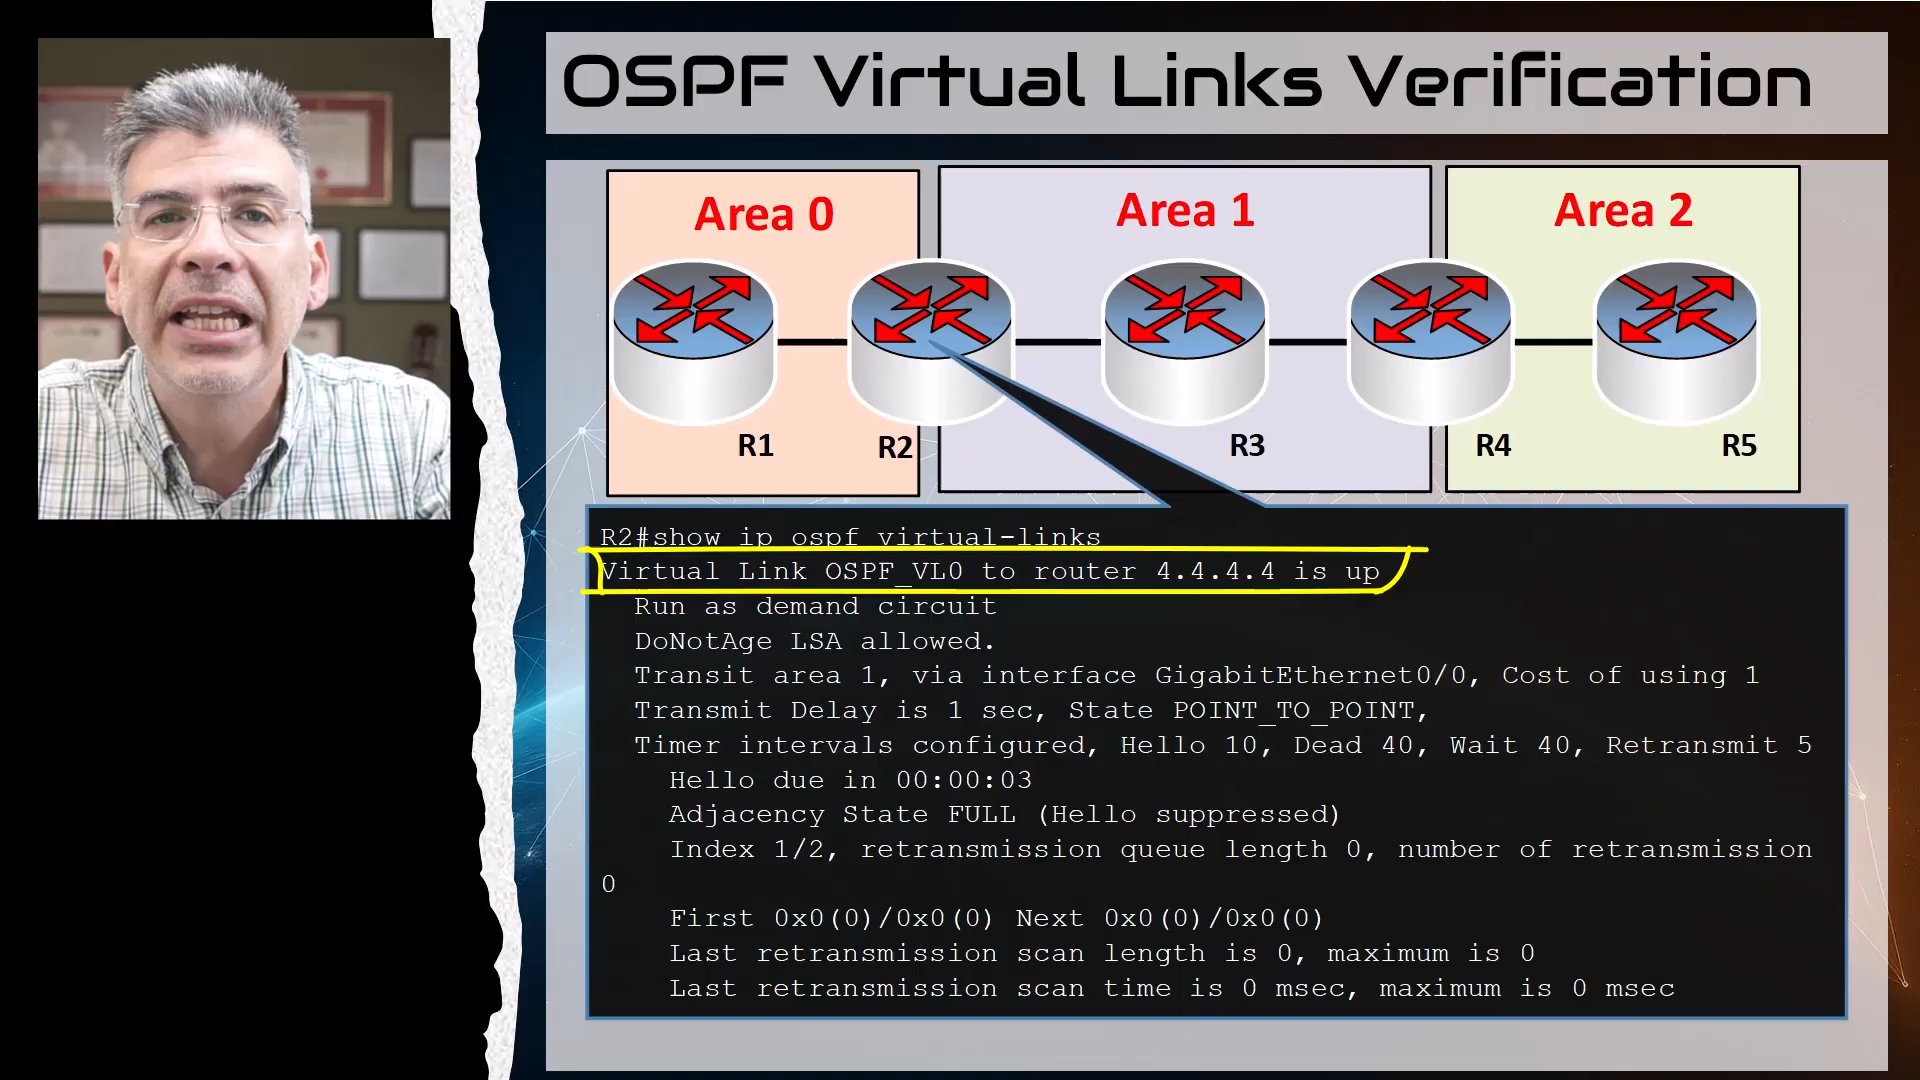 OSPF Virtual Links Verification
Area 0
Area 1
Area 2
R1
R2
R3
R4
R5
R2#show ip ospf virtual-links
Virtual Link OSPF_VL0 to router 4.4.4.4 is up
Run as demand circuit
DoNotAge LSA allowed.
Transit area 1, via interface GigabitEthernet0/0, Cost of using 1
Transmit Delay is 1 sec, State POINT_TO_POINT,
Timer intervals configured, Hello 10, Dead 40, Wait 40, Retransmit 5
Hello due in 00:00:03
Adjacency State FULL (Hello suppressed)
Index 1/2, retransmission queue length 0, number of retransmission
0
First 0x0(0)/0x0(0) Next 0x0(0)/0x0(0)
Last retransmission scan length is 0, maximum is 0
Last retransmission scan time is 0 msec, maximum is 0 msec